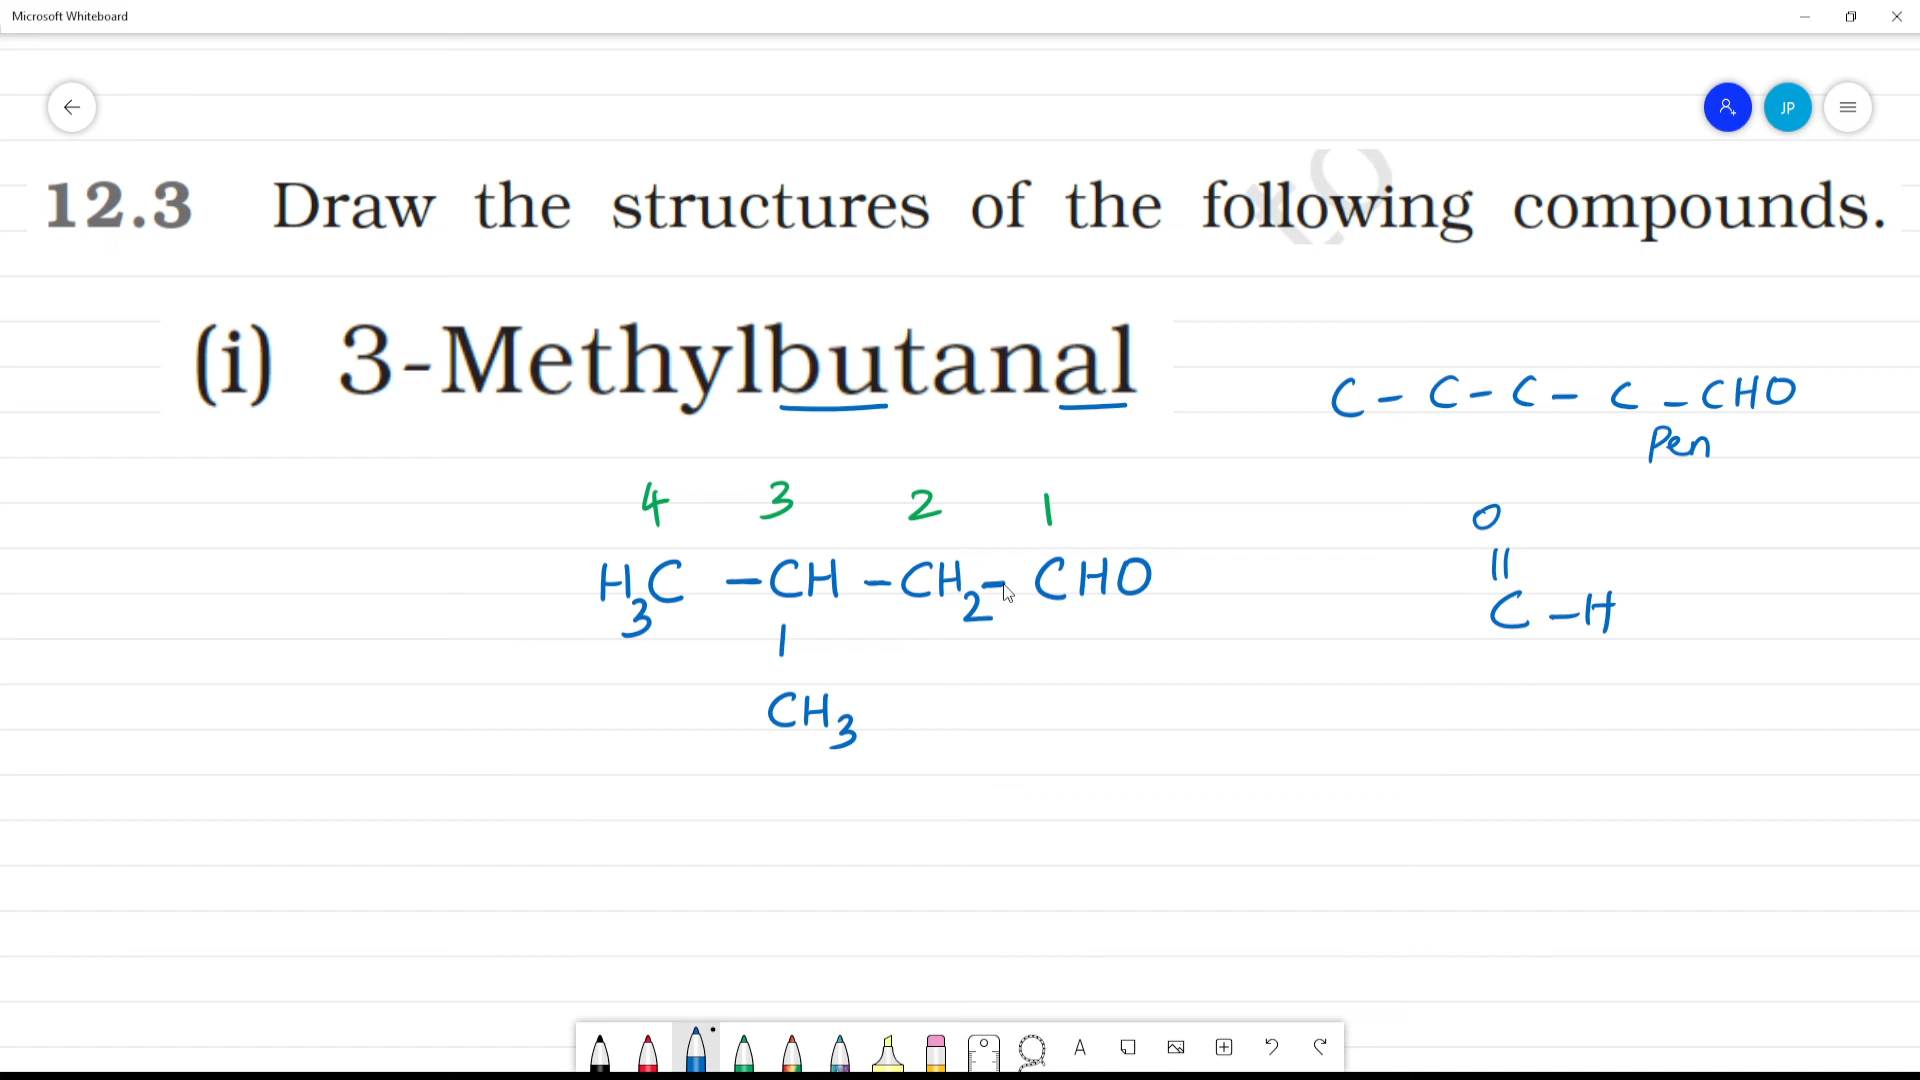 Microsoft Whiteboard
JP
12.3 Draw the structures of the following compounds.
(i) 3-Methylbutanal
C - C - C - C - CHO
Pen
4 3 2 1
O
||
H3C - CH - CH2 - CHO
C - H
|
CH3
A